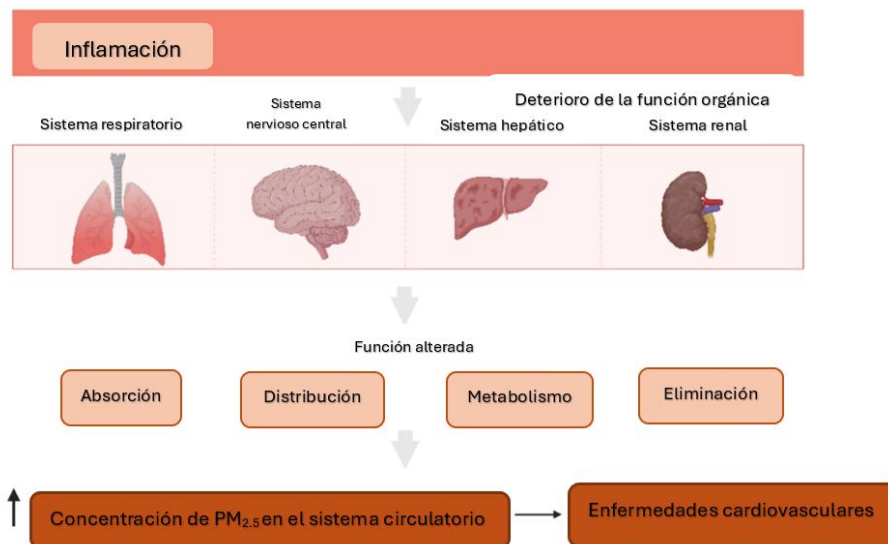 Inflamación
Deterioro de la función orgánica
Sistema respiratorio
Sistema
nervioso central
Sistema hepático
Sistema renal
Función alterada
Absorción
Distribución
Metabolismo
Eliminación
Concentración de PM₂.₅ en el sistema circulatorio
Enfermedades cardiovasculares